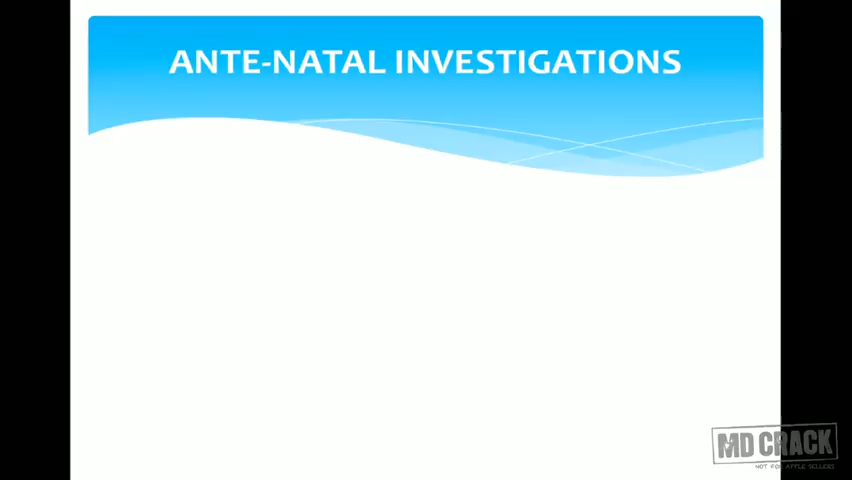 ANTE-NATAL INVESTIGATIONS
MD CRACK
NOT FOR APPLE SELLERS